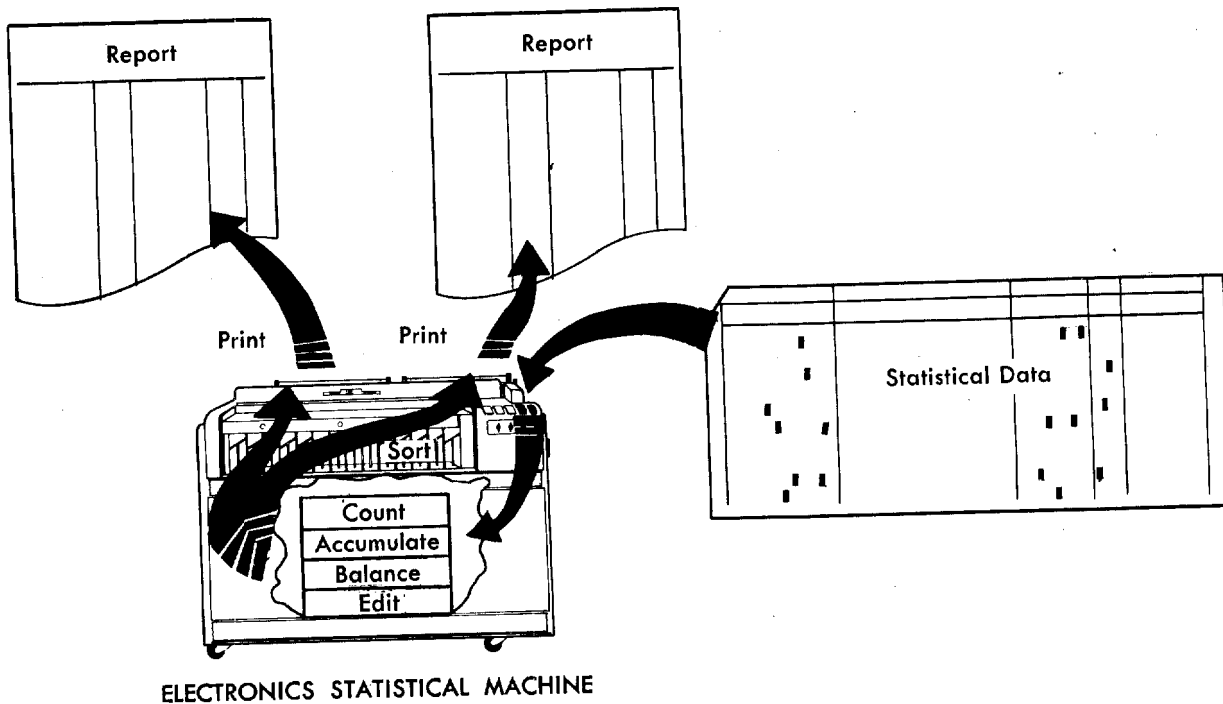 Report
Report
Print
Print
Statistical Data
Sort
Count
Accumulate
Balance
Edit
ELECTRONICS STATISTICAL MACHINE